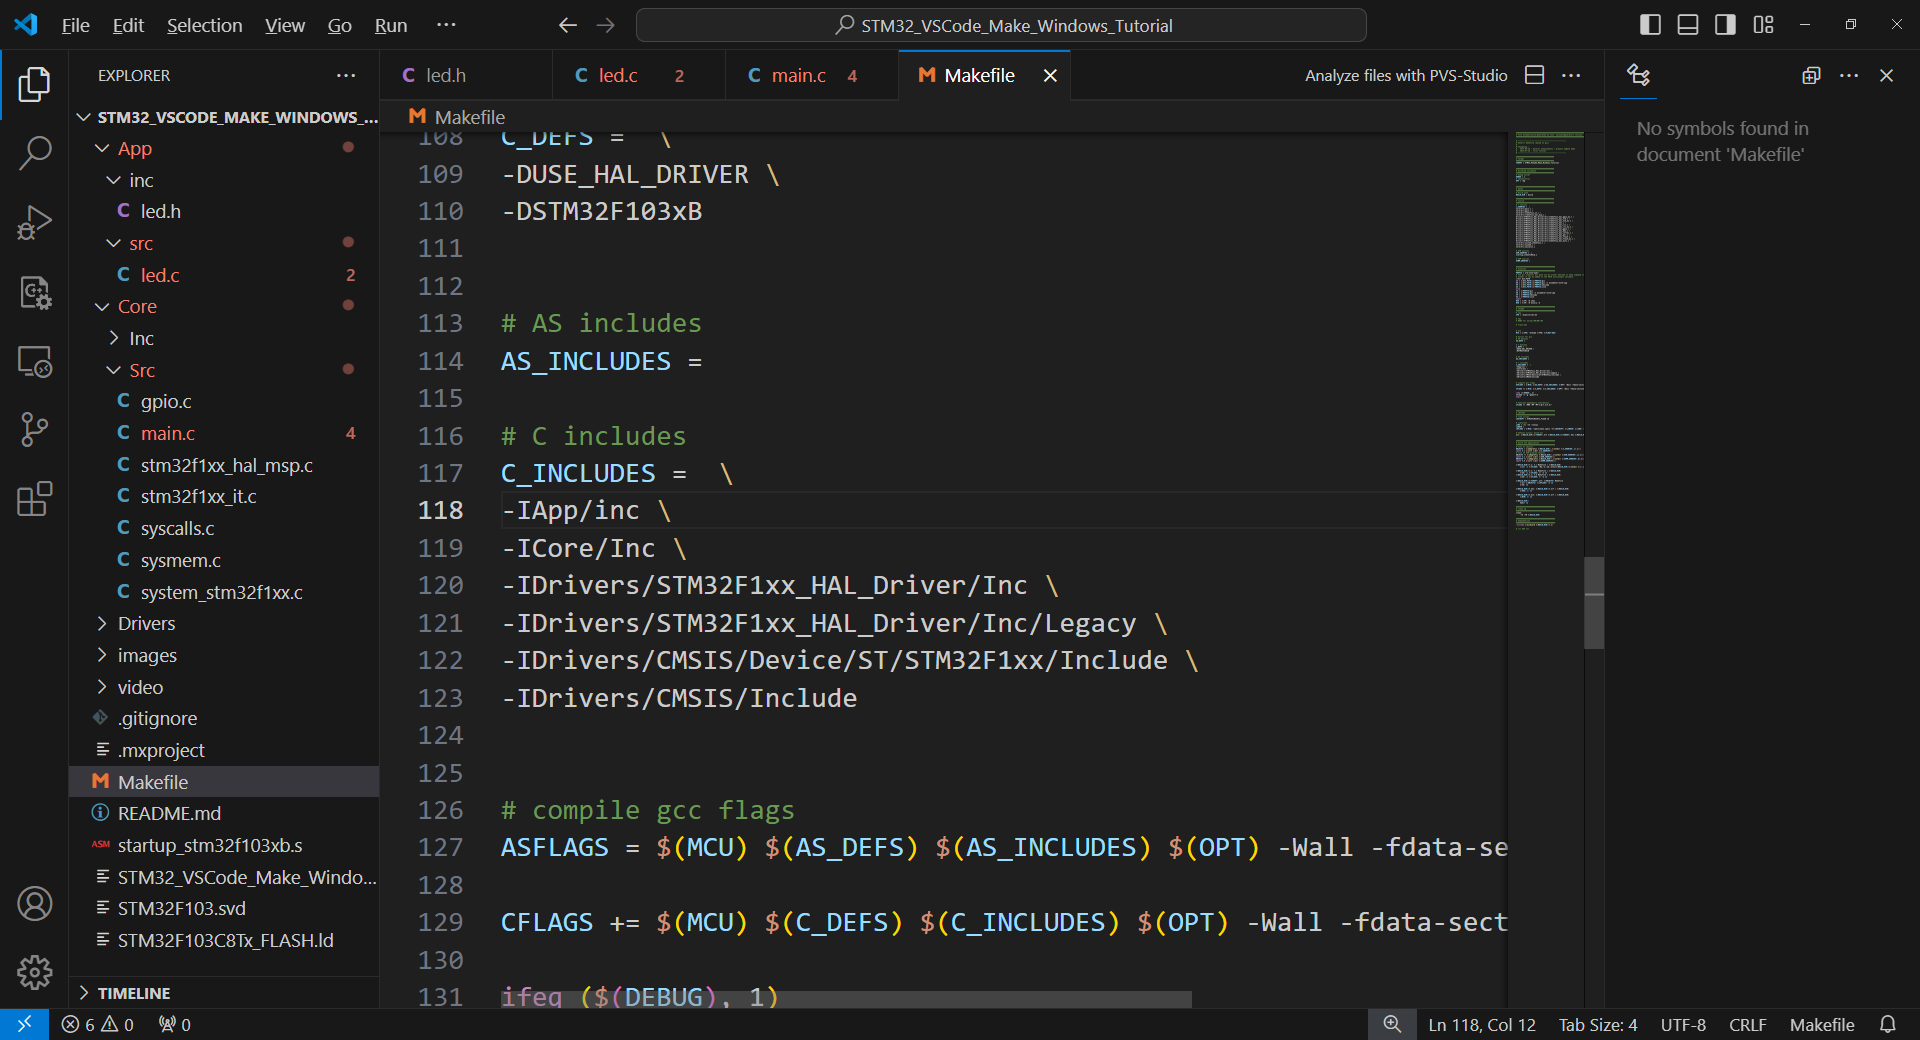 File Edit Selection View Go Run ··· STM32_VSCode_Make_Windows_Tutorial
EXPLORER
STM32_VSCODE_MAKE_WINDOWS_...
App
inc
C led.h
src
C led.c 2
Core
Inc
Src
C gpio.c
C main.c 4
C stm32f1xx_hal_msp.c
C stm32f1xx_it.c
C syscalls.c
C sysmem.c
C system_stm32f1xx.c
Drivers
images
video
.gitignore
.mxproject
M Makefile
README.md
ASM startup_stm32f103xb.s
STM32_VSCode_Make_Windo...
STM32F103.svd
STM32F103C8Tx_FLASH.ld
TIMELINE
C led.h C led.c 2 C main.c 4 M Makefile Analyze files with PVS-Studio
M Makefile
108 C_DEFS = \
109 -DUSE_HAL_DRIVER \
110 -DSTM32F103xB
111
112
113 # AS includes
114 AS_INCLUDES =
115
116 # C includes
117 C_INCLUDES = \
118 -IApp/inc \
119 -ICore/Inc \
120 -IDrivers/STM32F1xx_HAL_Driver/Inc \
121 -IDrivers/STM32F1xx_HAL_Driver/Inc/Legacy \
122 -IDrivers/CMSIS/Device/ST/STM32F1xx/Include \
123 -IDrivers/CMSIS/Include
124
125
126 # compile gcc flags
127 ASFLAGS = $(MCU) $(AS_DEFS) $(AS_INCLUDES) $(OPT) -Wall -fdata-se
128
129 CFLAGS += $(MCU) $(C_DEFS) $(C_INCLUDES) $(OPT) -Wall -fdata-sect
130
131 ifeq ($(DEBUG), 1)
No symbols found in
document 'Makefile'
6 0 0 Ln 118, Col 12 Tab Size: 4 UTF-8 CRLF Makefile